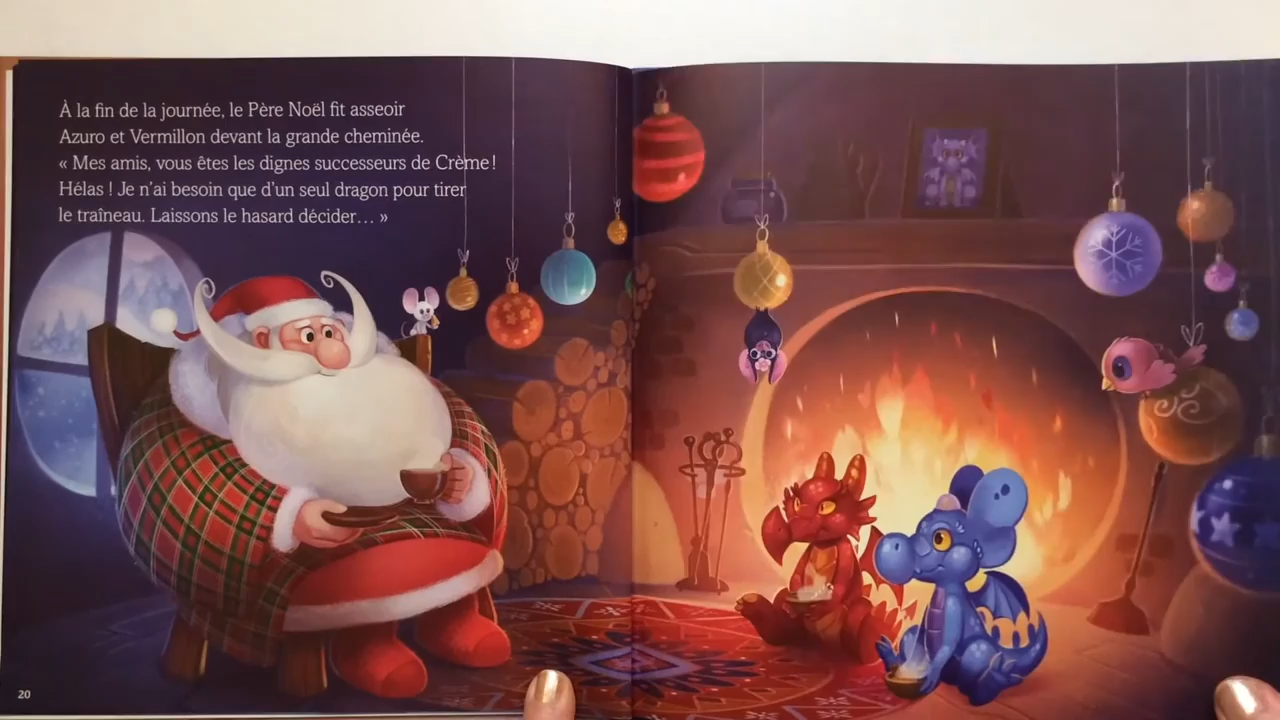 À la fin de la journée, le Père Noël fit asseoir
Azuro et Vermillon devant la grande cheminée.
« Mes amis, vous êtes les dignes successeurs de Crème !
Hélas ! Je n’ai besoin que d’un seul dragon pour tirer
le traîneau. Laissons le hasard décider… »
20